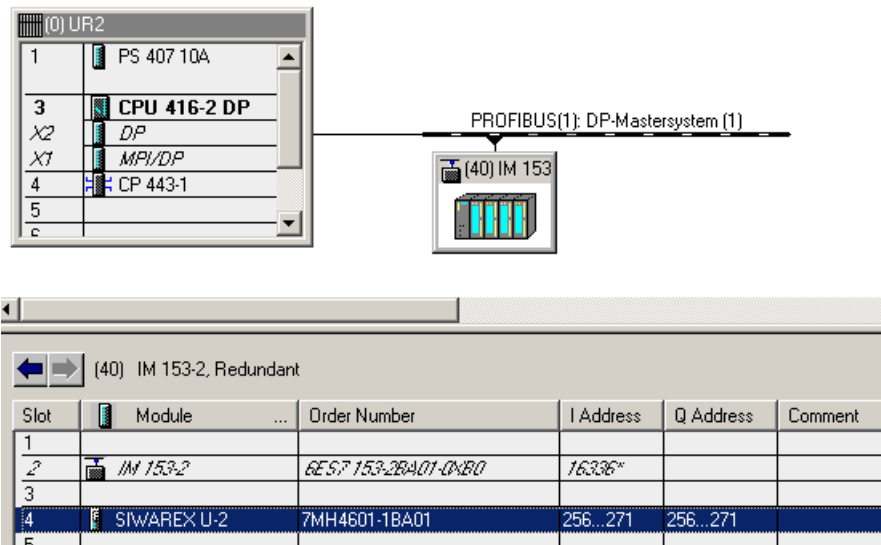 (0) UR2
1 PS 407 10A
3 CPU 416-2 DP
X2 DP
X1 MPI/DP
4 CP 443-1
5
6
PROFIBUS(1): DP-Mastersystem (1)
(40) IM 153
(40) IM 153-2, Redundant
Slot Module ... Order Number I Address Q Address Comment
1
2 IM 153-2 6ES7 153-2BA01-0XB0 16336*
3
4 SIWAREX U-2 7MH4601-1BA01 256...271 256...271
5